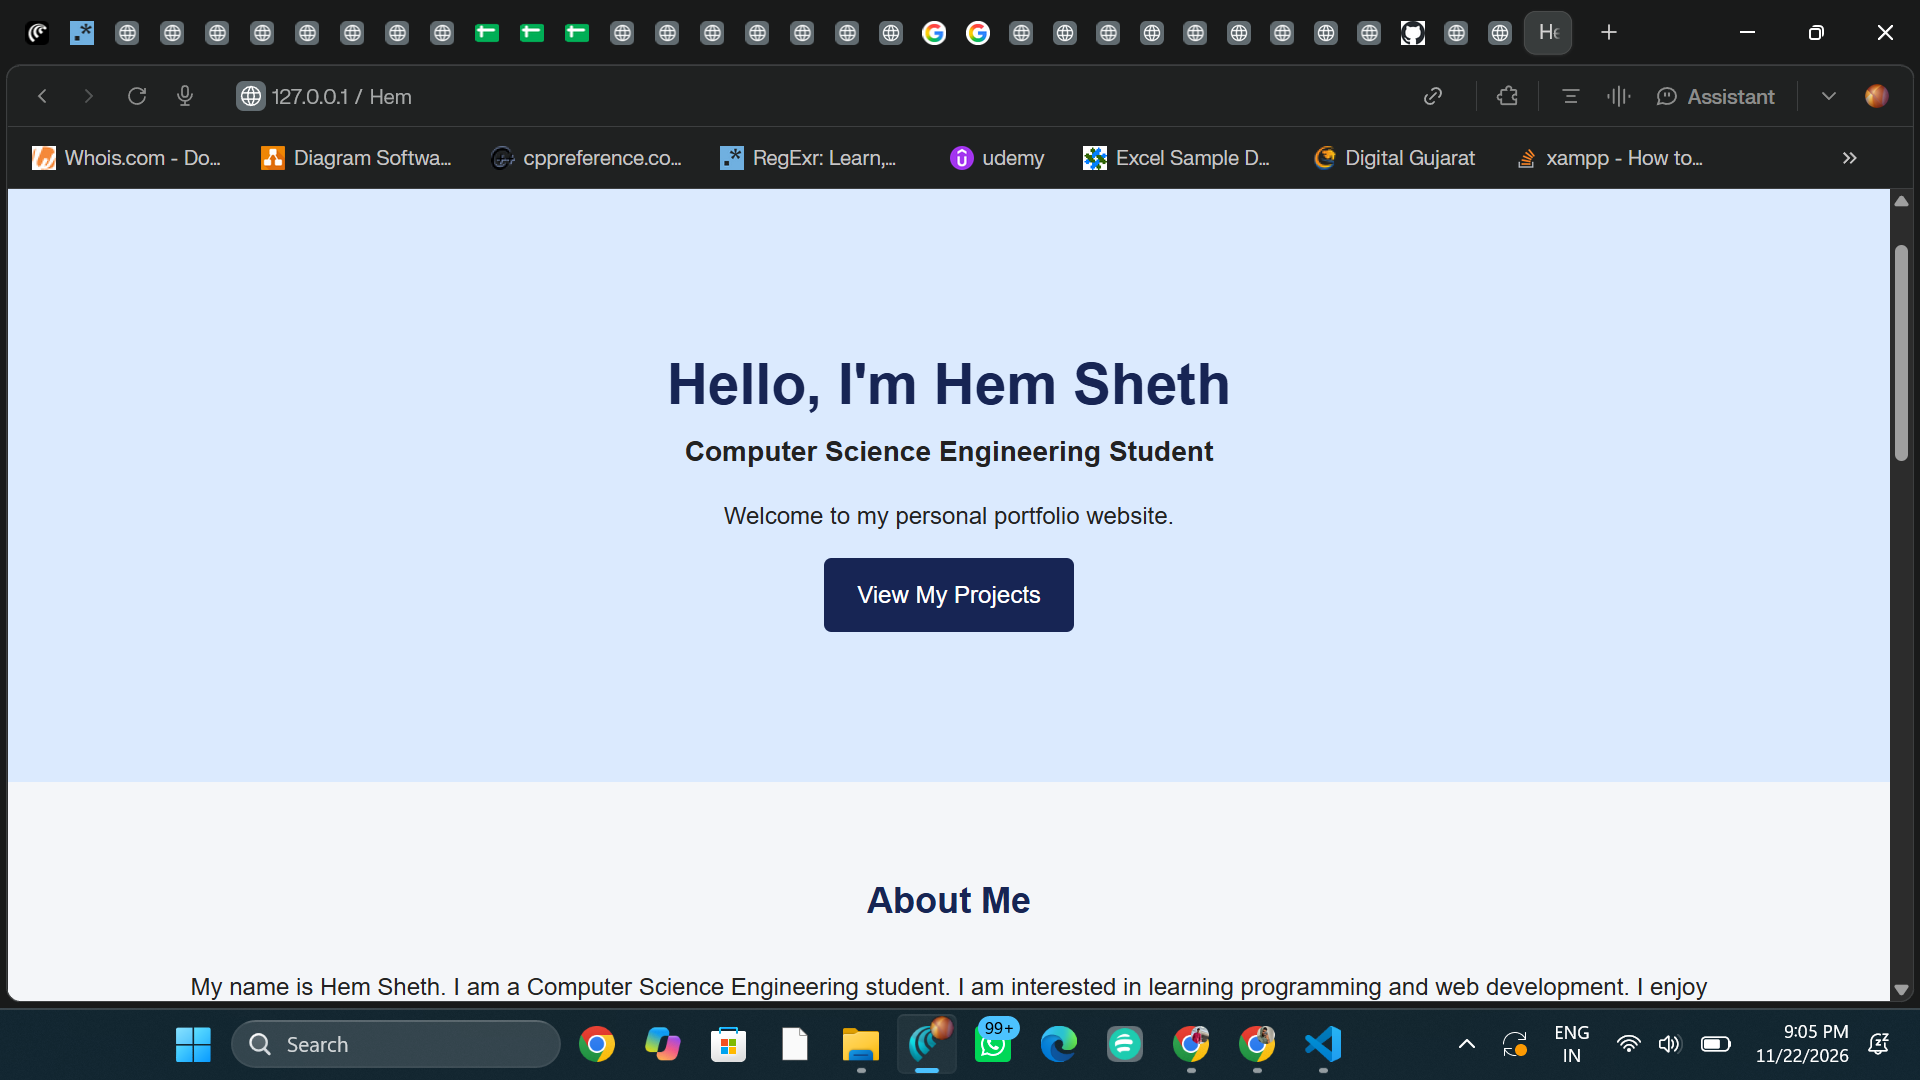 He
127.0.0.1 / Hem
Assistant
Whois.com - Do...
Diagram Softwa...
cppreference.co...
RegExr: Learn,...
udemy
Excel Sample D...
Digital Gujarat
xampp - How to...
Hello, I'm Hem Sheth
Computer Science Engineering Student
Welcome to my personal portfolio website.
View My Projects
About Me
My name is Hem Sheth. I am a Computer Science Engineering student. I am interested in learning programming and web development. I enjoy
Search
99+
ENG
IN
9:05 PM
11/22/2026